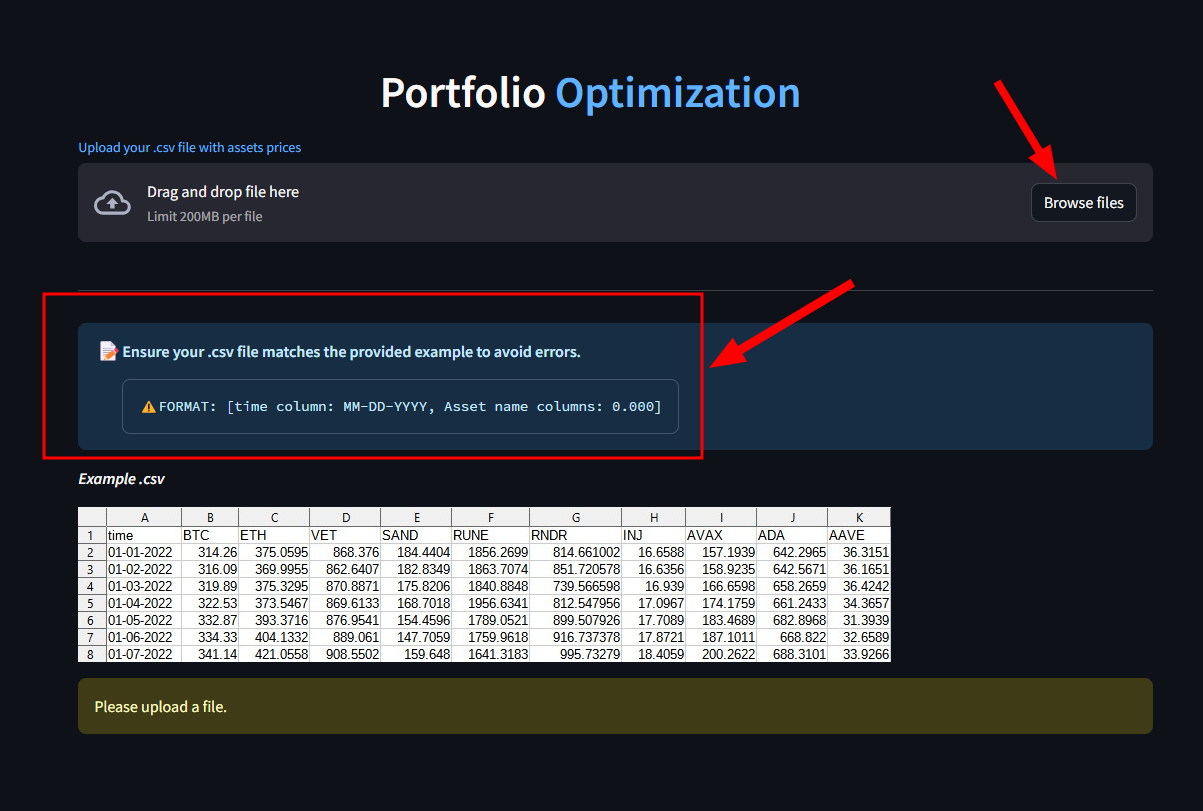 Portfolio Optimization
Upload your .csv file with assets prices
Drag and drop file here
Limit 200MB per file
Browse files
Ensure your .csv file matches the provided example to avoid errors.
FORMAT: [time column: MM-DD-YYYY, Asset name columns: 0.000]
Example .csv
A B C D E F G H I J K
1 time BTC ETH VET SAND RUNE RNDR INJ AVAX ADA AAVE
2 01-01-2022 314.26 375.0595 868.376 184.4404 1856.2699 814.661002 16.6588 157.1939 642.2965 36.3151
3 01-02-2022 316.09 369.9955 862.6407 182.8349 1863.7074 851.720578 16.6356 158.9235 642.5671 36.1651
4 01-03-2022 319.89 375.3295 870.8871 175.8206 1840.8848 739.566598 16.939 166.6598 658.2659 36.4242
5 01-04-2022 322.53 373.5467 869.6133 168.7018 1956.6341 812.547956 17.0967 174.1759 661.2433 34.3657
6 01-05-2022 332.87 393.3716 876.9541 154.4596 1789.0521 899.507926 17.7089 183.4689 682.8968 31.3939
7 01-06-2022 334.33 404.1332 889.061 147.7059 1759.9618 916.737378 17.8721 187.1011 668.822 32.6589
8 01-07-2022 341.14 421.0558 908.5502 159.648 1641.3183 995.73279 18.4059 200.2622 688.3101 33.9266
Please upload a file.